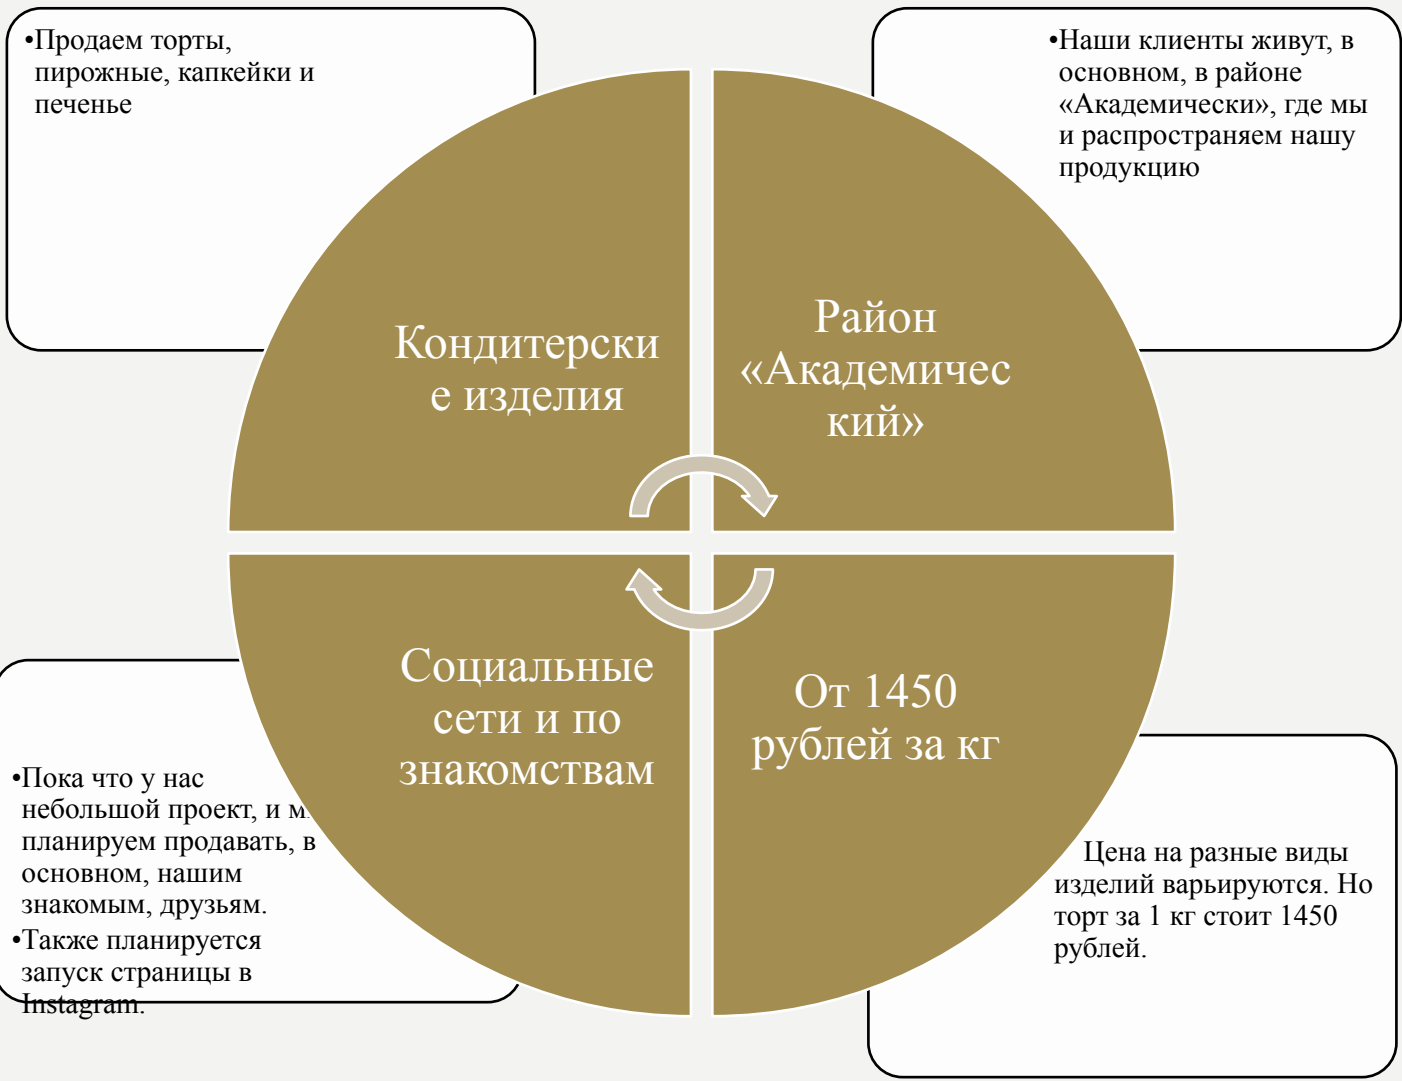 •Продаем торты,
пирожные, капкейки и
печенье
•Наши клиенты живут, в
основном, в районе
«Академически», где мы
и распространяем нашу
продукцию
Кондитерски
е изделия
Район
«Академичес
кий»
Социальные
сети и по
знакомствам
От 1450
рублей за кг
•Пока что у нас
небольшой проект, и м
планируем продавать, в
основном, нашим
знакомым, друзьям.
•Также планируется
запуск страницы в
Instagram.
Цена на разные виды
изделий варьируются. Но
торт за 1 кг стоит 1450
рублей.